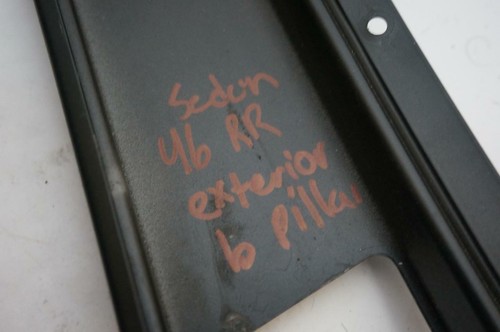 Sedan
46 RR
exterior
b pillar